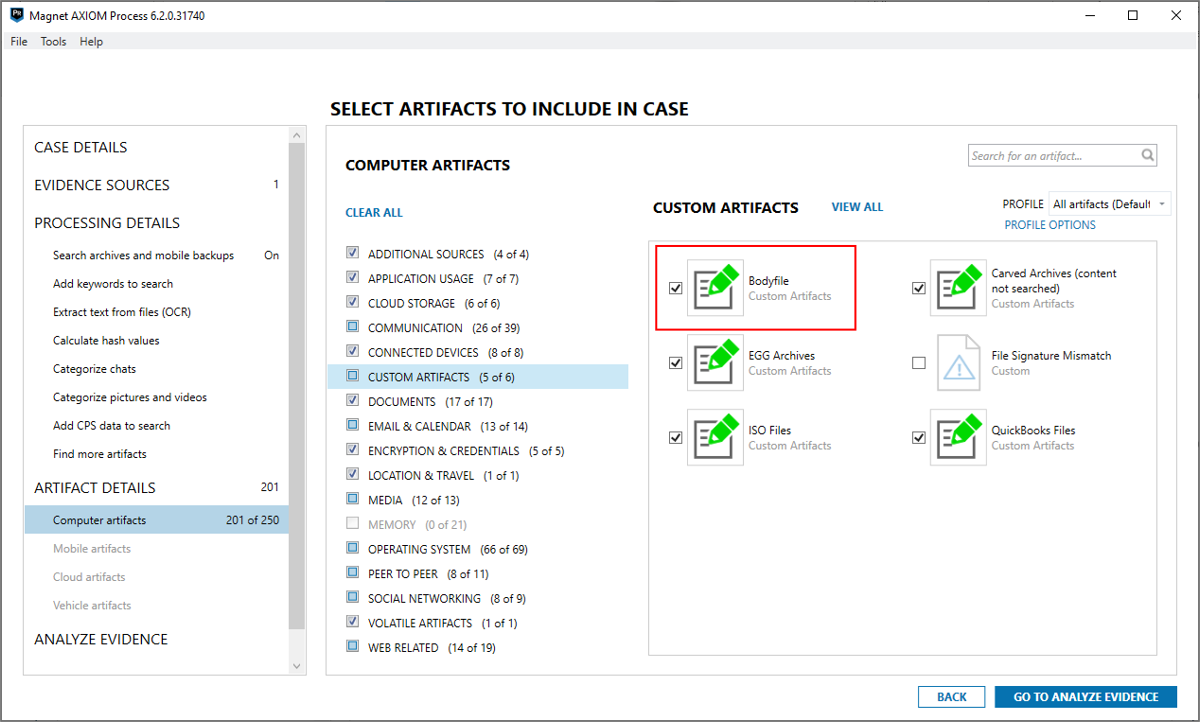 Magnet AXIOM Process 6.2.0.31740
File Tools Help
SELECT ARTIFACTS TO INCLUDE IN CASE
CASE DETAILS
EVIDENCE SOURCES 1
PROCESSING DETAILS
Search archives and mobile backups On
Add keywords to search
Extract text from files (OCR)
Calculate hash values
Categorize chats
Categorize pictures and videos
Add CPS data to search
Find more artifacts
ARTIFACT DETAILS 201
Computer artifacts 201 of 250
Mobile artifacts
Cloud artifacts
Vehicle artifacts
ANALYZE EVIDENCE
COMPUTER ARTIFACTS
Search for an artifact...
CLEAR ALL
ADDITIONAL SOURCES (4 of 4)
APPLICATION USAGE (7 of 7)
CLOUD STORAGE (6 of 6)
COMMUNICATION (26 of 39)
CONNECTED DEVICES (8 of 8)
CUSTOM ARTIFACTS (5 of 6)
DOCUMENTS (17 of 17)
EMAIL & CALENDAR (13 of 14)
ENCRYPTION & CREDENTIALS (5 of 5)
LOCATION & TRAVEL (1 of 1)
MEDIA (12 of 13)
MEMORY (0 of 21)
OPERATING SYSTEM (66 of 69)
PEER TO PEER (8 of 11)
SOCIAL NETWORKING (8 of 9)
VOLATILE ARTIFACTS (1 of 1)
WEB RELATED (14 of 19)
CUSTOM ARTIFACTS VIEW ALL
PROFILE All artifacts (Default
PROFILE OPTIONS
Bodyfile
Custom Artifacts
Carved Archives (content
not searched)
Custom Artifacts
EGG Archives
Custom Artifacts
File Signature Mismatch
Custom
ISO Files
Custom Artifacts
QuickBooks Files
Custom Artifacts
BACK
GO TO ANALYZE EVIDENCE